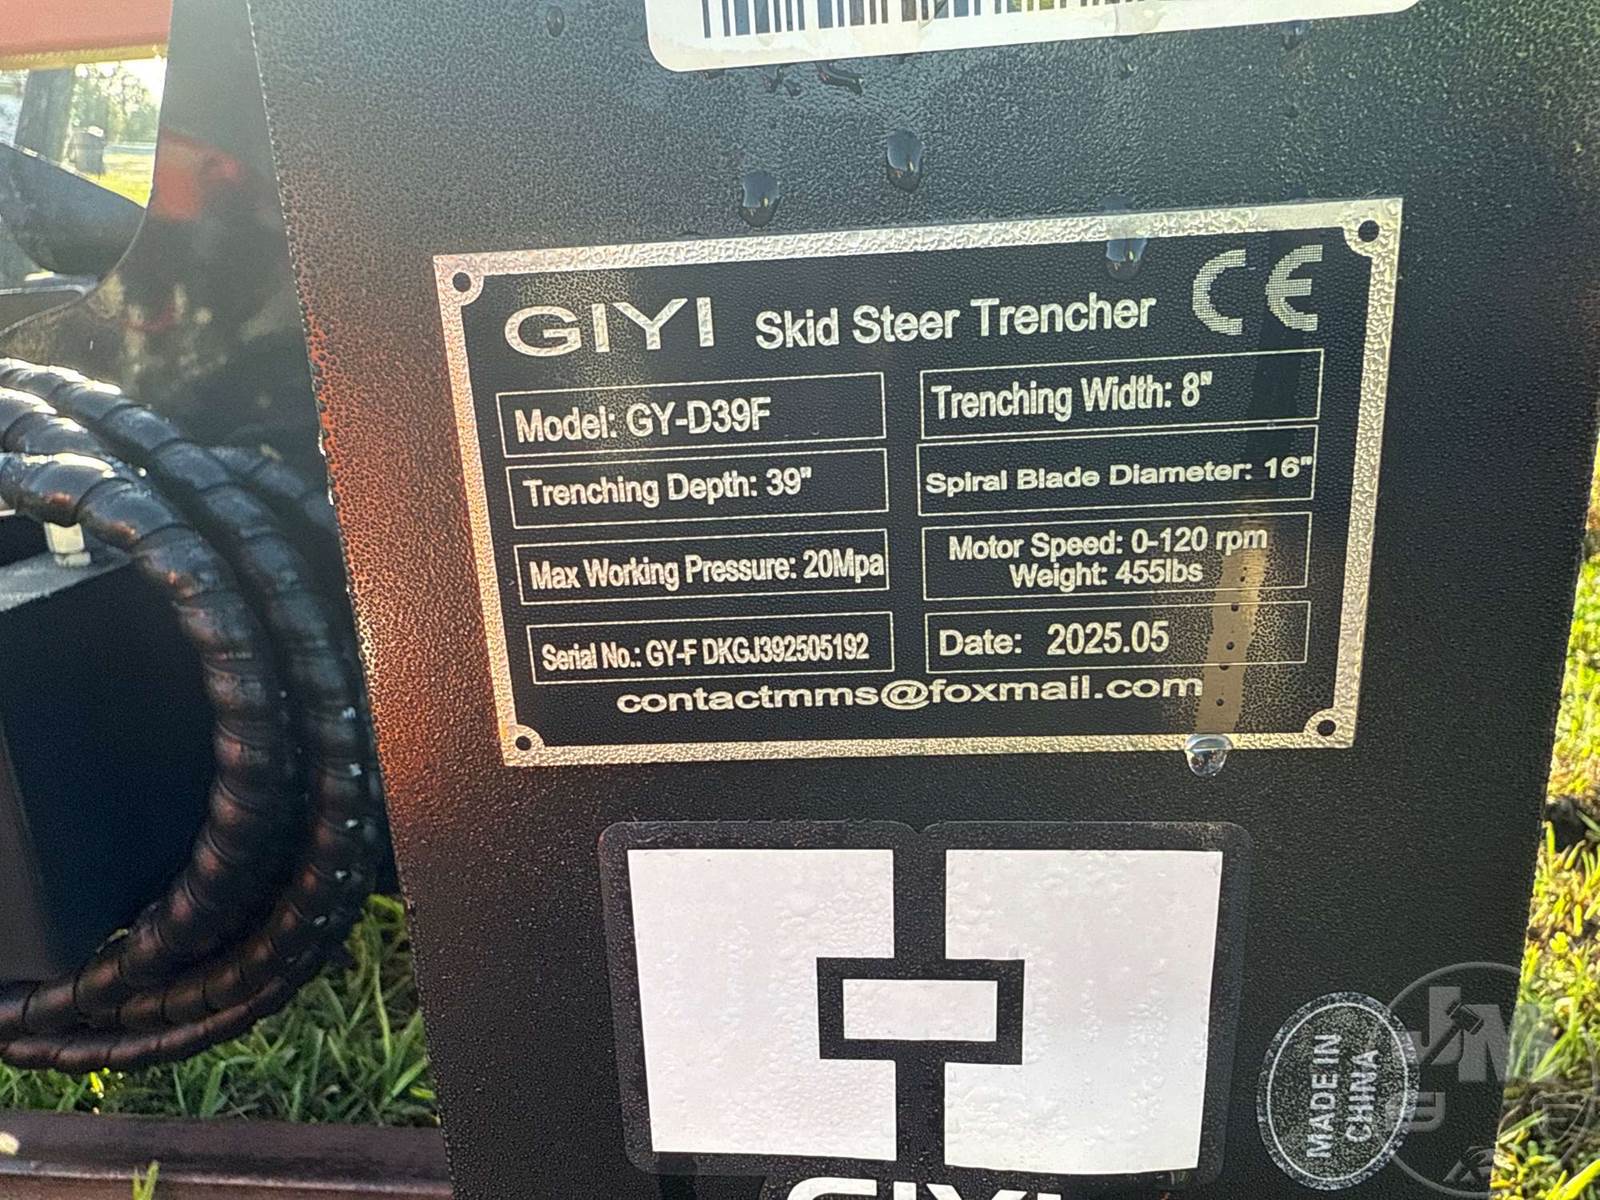 GIYI Skid Steer Trencher CE
Model: GY-D39F
Trenching Width: 8"
Trenching Depth: 39"
Spiral Blade Diameter: 16"
Max Working Pressure: 20Mpa
Motor Speed: 0-120 rpm
Weight: 455lbs
Serial No.: GY-F DKGJ392505192
Date: 2025.05
contactmms@foxmail.com
MADE IN
CHINA
JM
GIYI